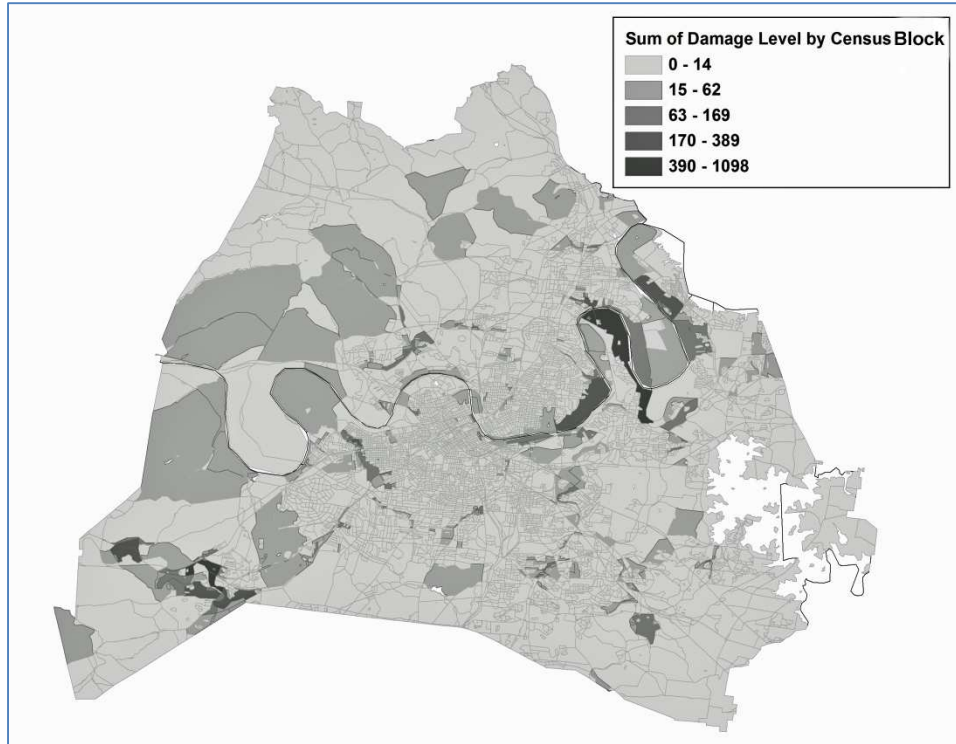 Sum of Damage Level by Census Block
0 - 14
15 - 62
63 - 169
170 - 389
390 - 1098